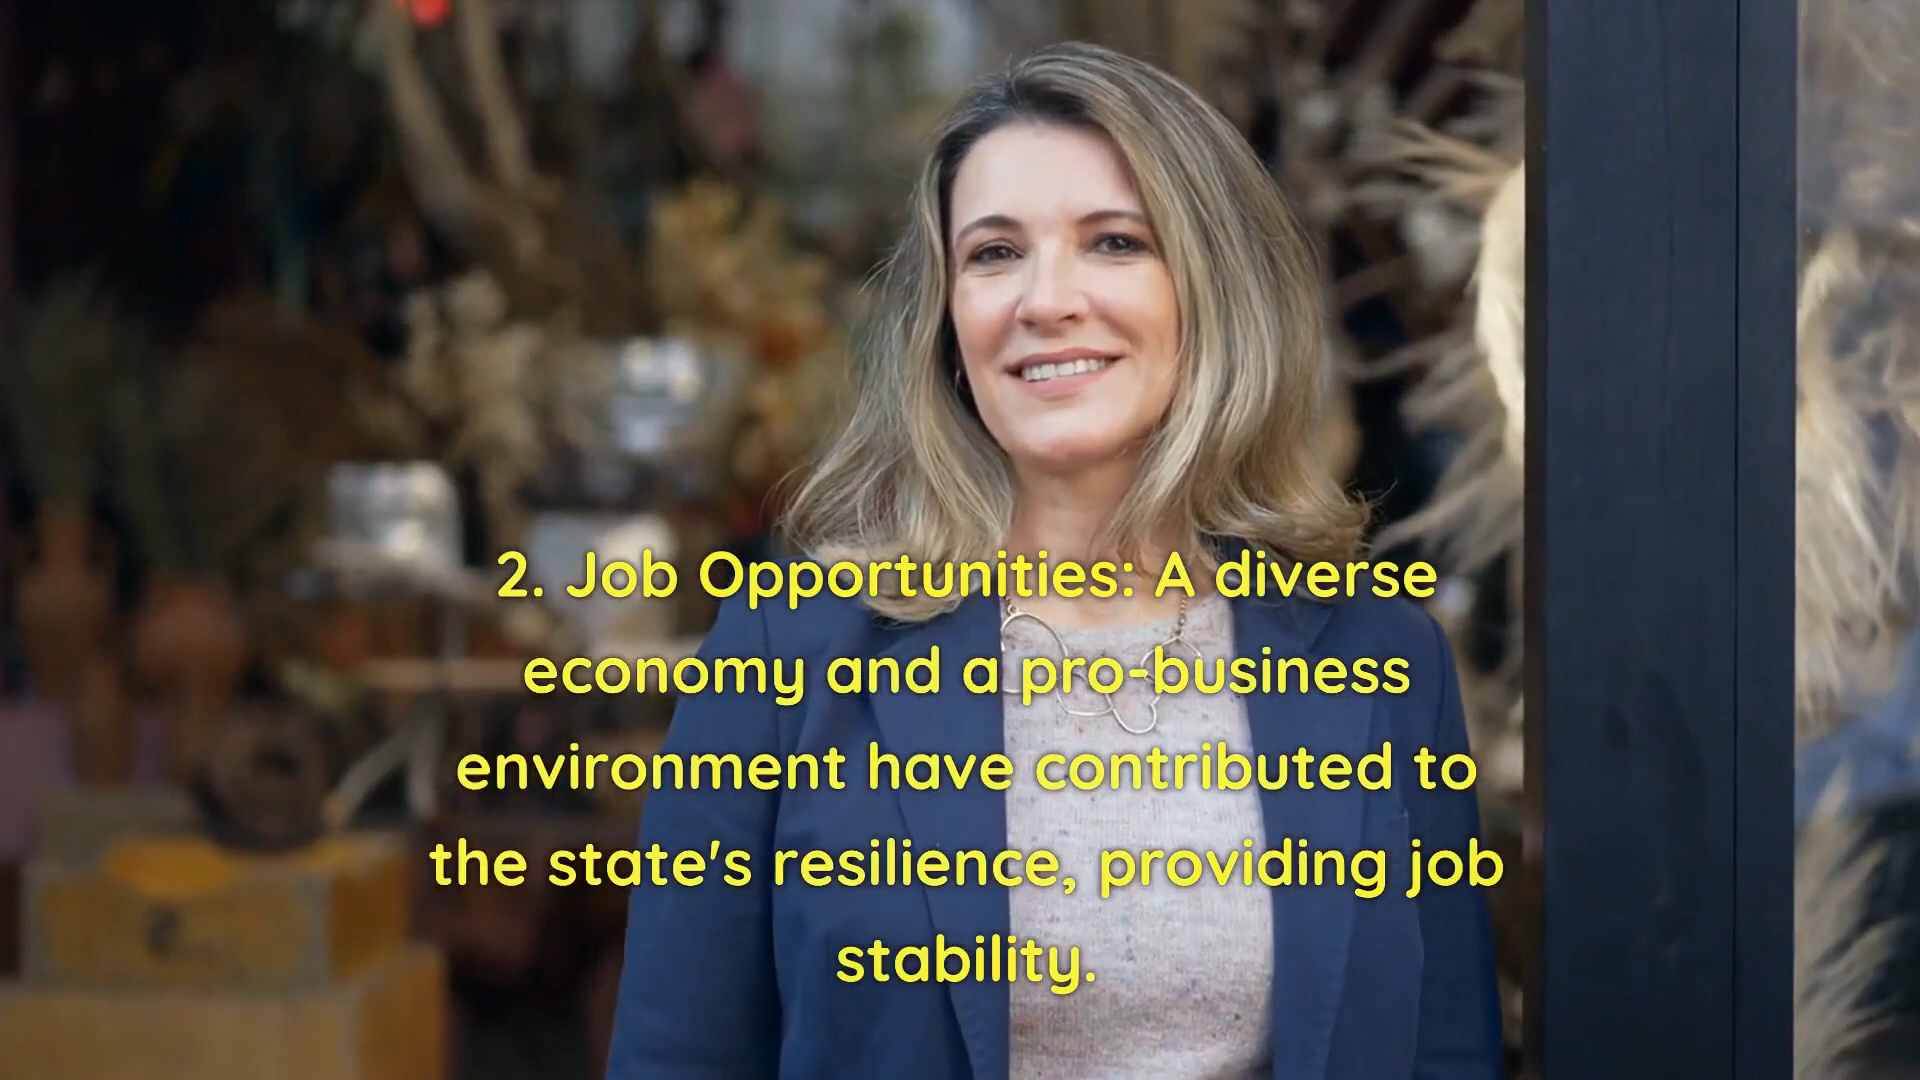 2. Job Opportunities: A diverse
economy and a pro-business
environment have contributed to
the state's resilience, providing job
stability.